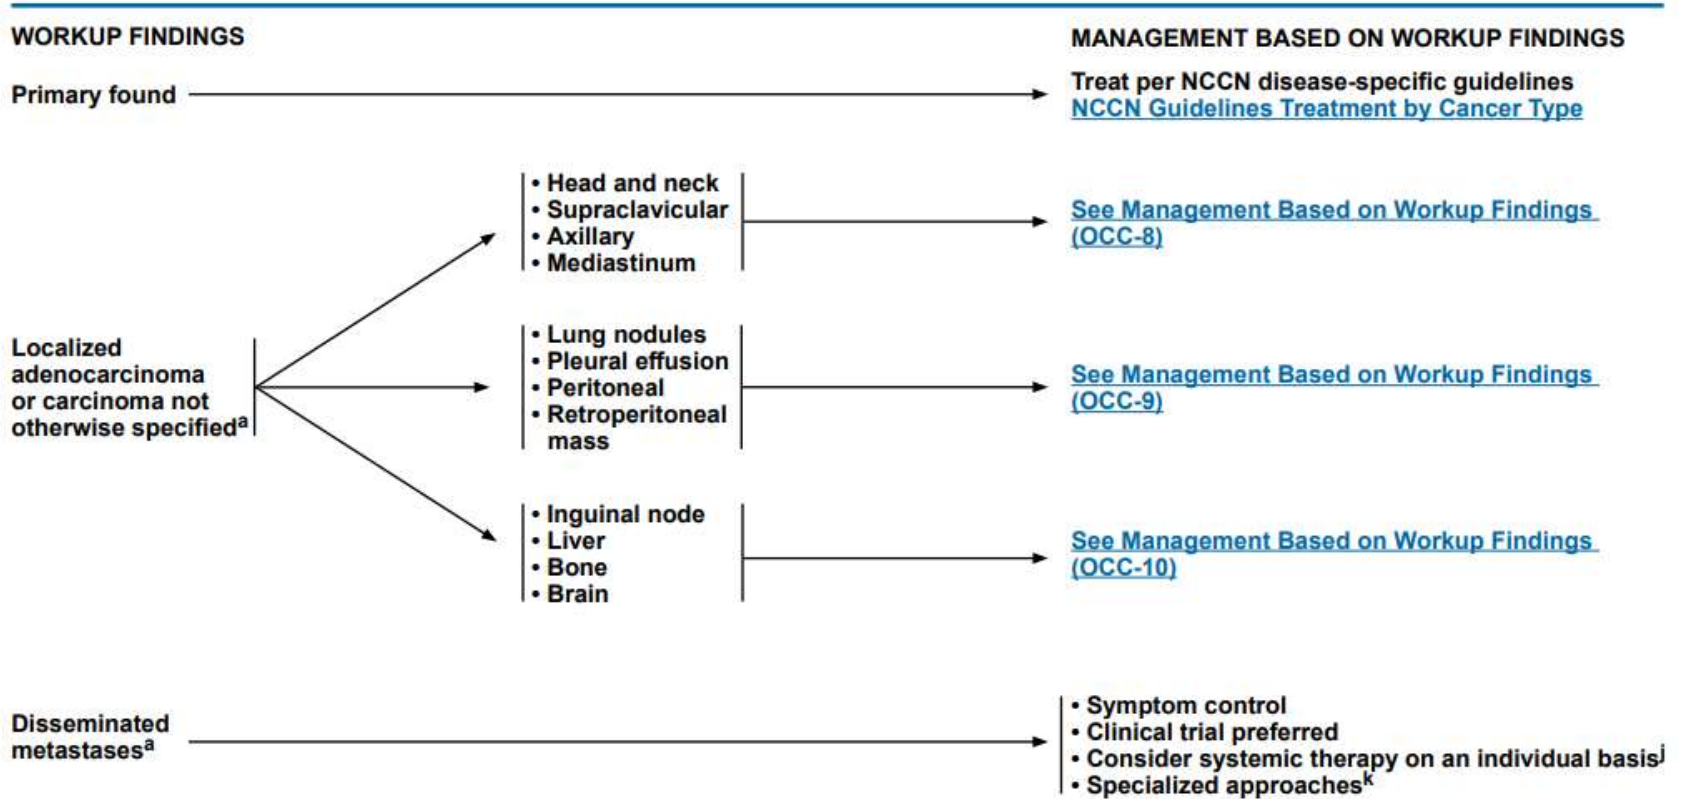 WORKUP FINDINGS
MANAGEMENT BASED ON WORKUP FINDINGS
Primary found
Treat per NCCN disease-specific guidelines
NCCN Guidelines Treatment by Cancer Type
Localized
adenocarcinoma
or carcinoma not
otherwise specifiedᵃ
• Head and neck
• Supraclavicular
• Axillary
• Mediastinum
See Management Based on Workup Findings
(OCC-8)
• Lung nodules
• Pleural effusion
• Peritoneal
• Retroperitoneal
mass
See Management Based on Workup Findings
(OCC-9)
• Inguinal node
• Liver
• Bone
• Brain
See Management Based on Workup Findings
(OCC-10)
Disseminated
metastasesᵃ
• Symptom control
• Clinical trial preferred
• Consider systemic therapy on an individual basisʲ
• Specialized approachesᵏ